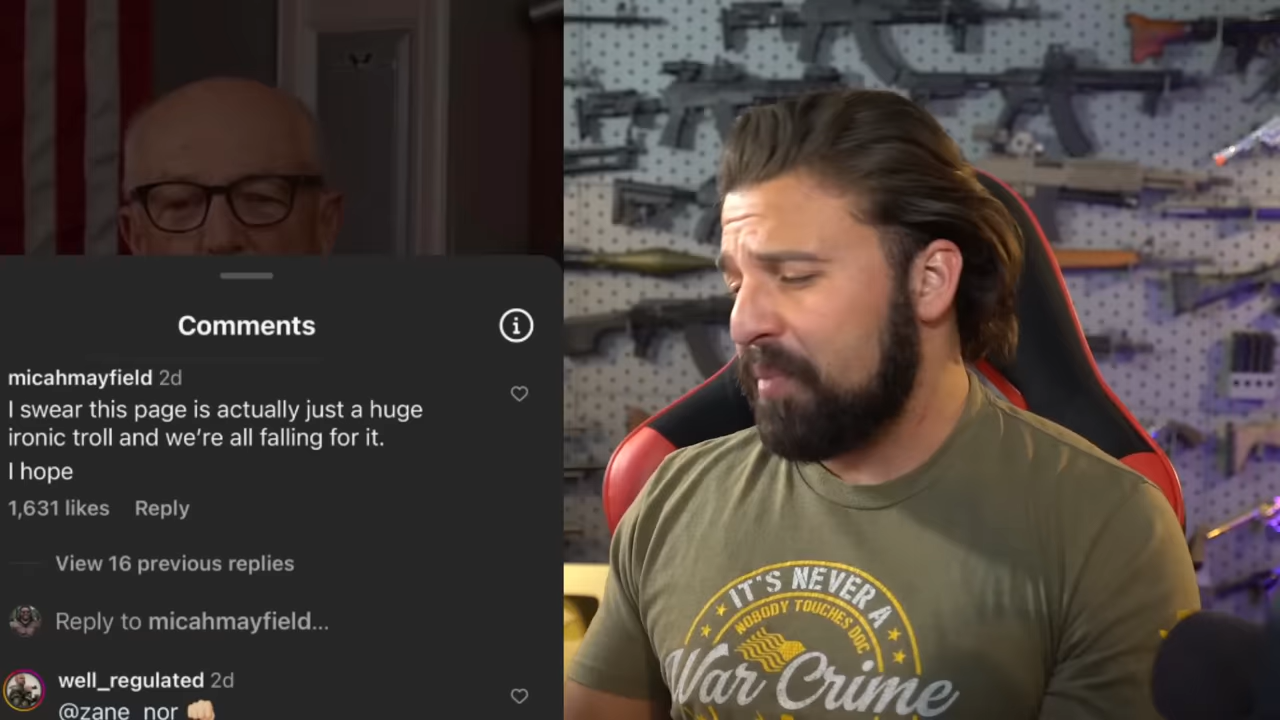 Comments
micahmayfield 2d
I swear this page is actually just a huge
ironic troll and we're all falling for it.
I hope
1,631 likes Reply
View 16 previous replies
Reply to micahmayfield...
well_regulated 2d
@zane_nor 👊🏻
IT'S NEVER A
NOBODY TOUCHES DOC
War Crime